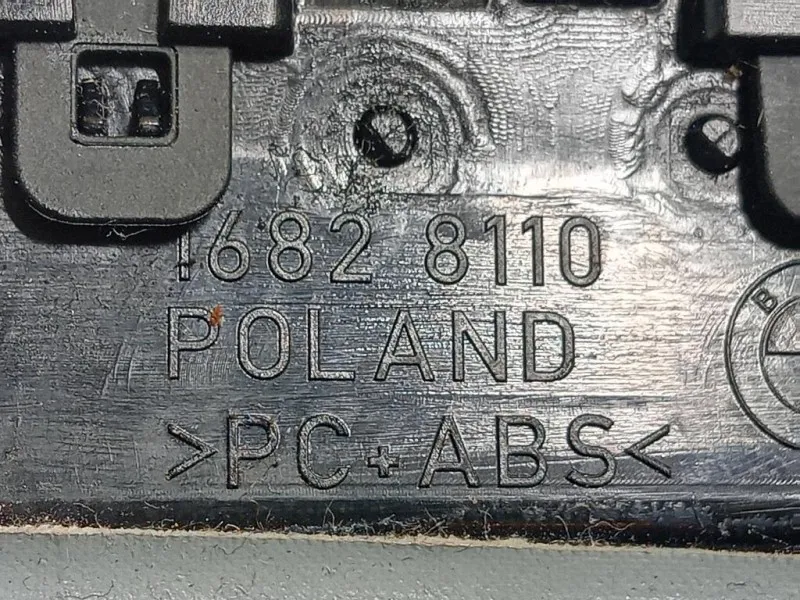 1682 8110
POLAND
>PC+ABS<
B